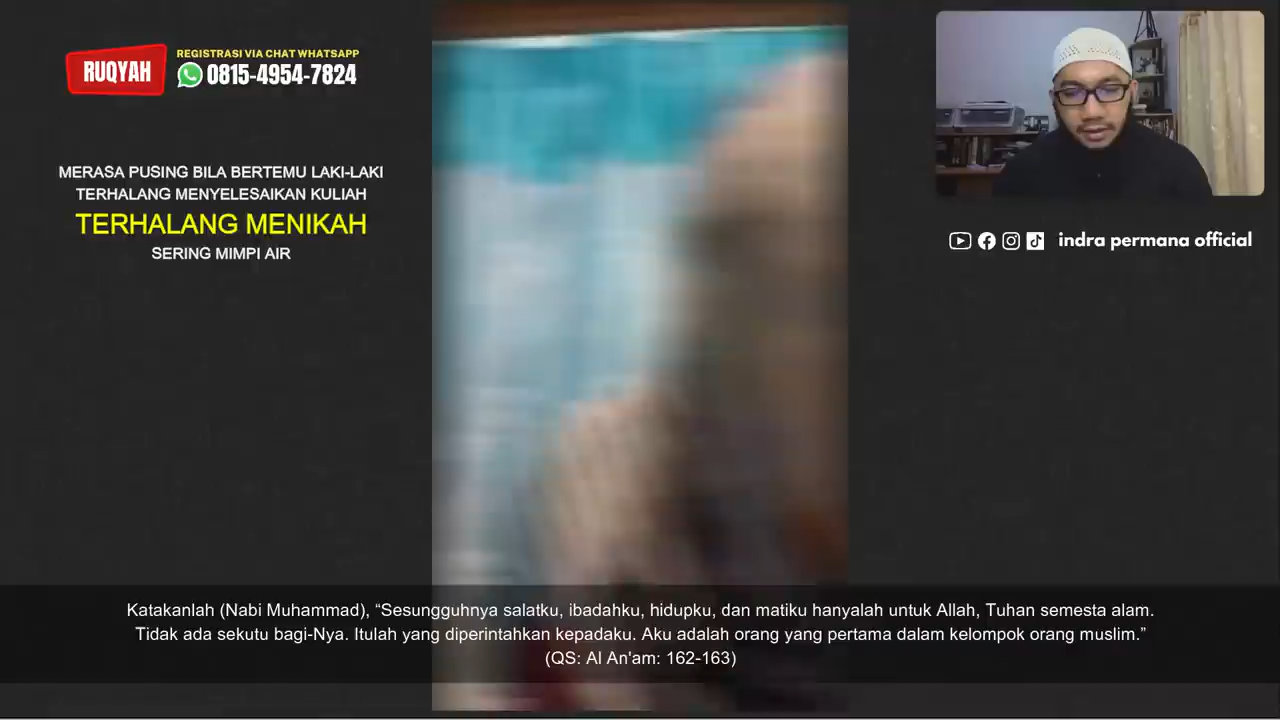 RUQYAH
REGISTRASI VIA CHAT WHATSAPP
0815-4954-7824
MERASA PUSING BILA BERTEMU LAKI-LAKI
TERHALANG MENYELESAIKAN KULIAH
TERHALANG MENIKAH
SERING MIMPI AIR
indra permana official
Katakanlah (Nabi Muhammad), “Sesungguhnya salatku, ibadahku, hidupku, dan matiku hanyalah untuk Allah, Tuhan semesta alam.
Tidak ada sekutu bagi-Nya. Itulah yang diperintahkan kepadaku. Aku adalah orang yang pertama dalam kelompok orang muslim.”
(QS: Al An'am: 162-163)